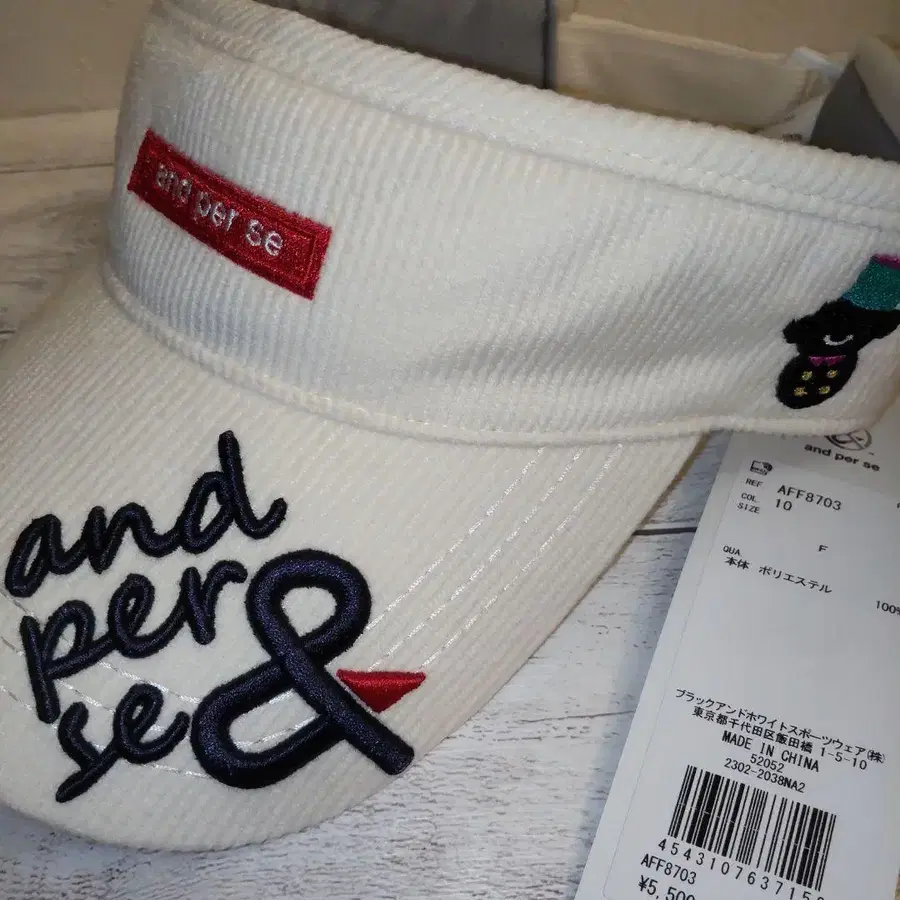 and per se
and
per
se &
and per se
REF AFF8703
COL 10
SIZE F
QUA
本体 ポリエステル 100%
ブラックアンドホワイトスポーツウェア(株)
東京都千代田区飯田橋 1-5-10
MADE IN CHINA
52052
2302-2038NA2
AFF8703